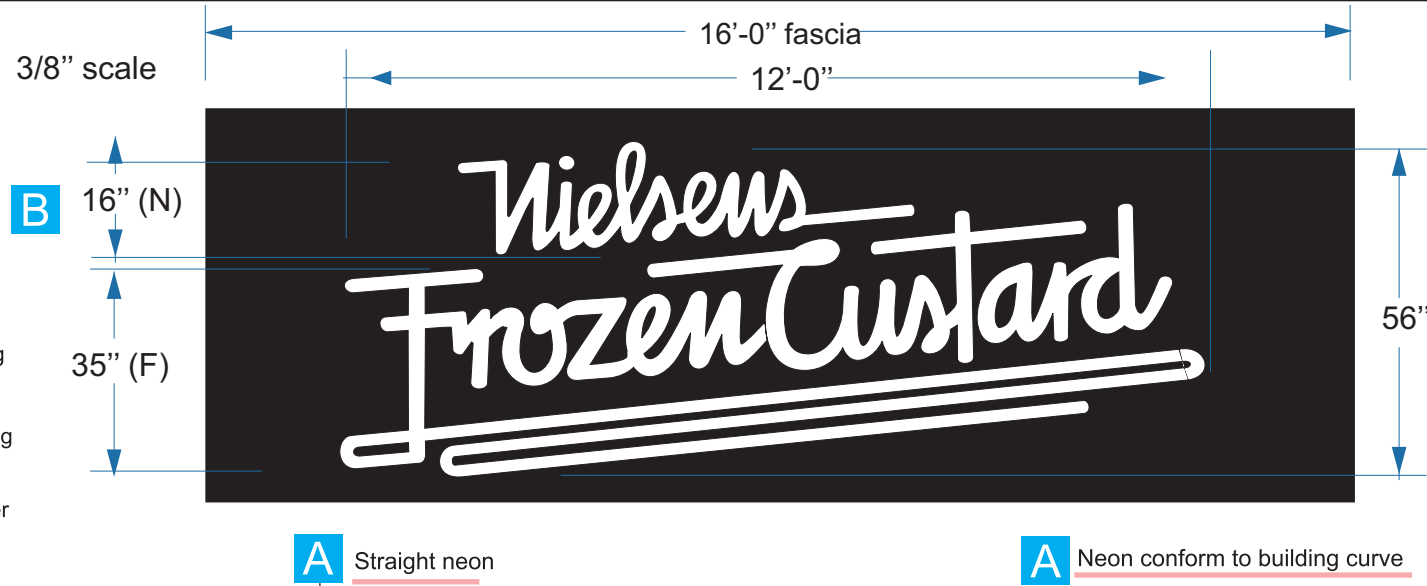 16’-0’’ fascia
3/8’’ scale
12’-0’’
B
16’’ (N)
Nielsens
Frozen Custard
56’’
35’’ (F)
g
g
er
A Straight neon
A Neon conform to building curve